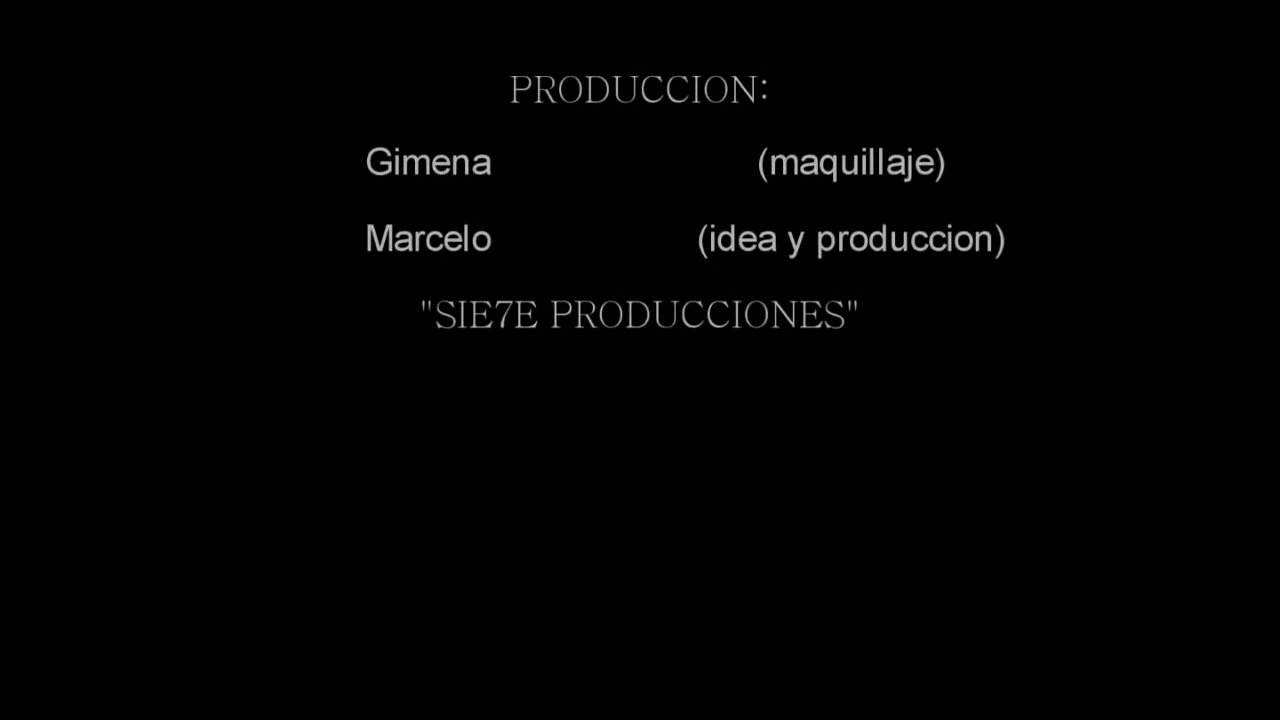 PRODUCCION:
Gimena (maquillaje)
Marcelo (idea y produccion)
"SIE7E PRODUCCIONES"